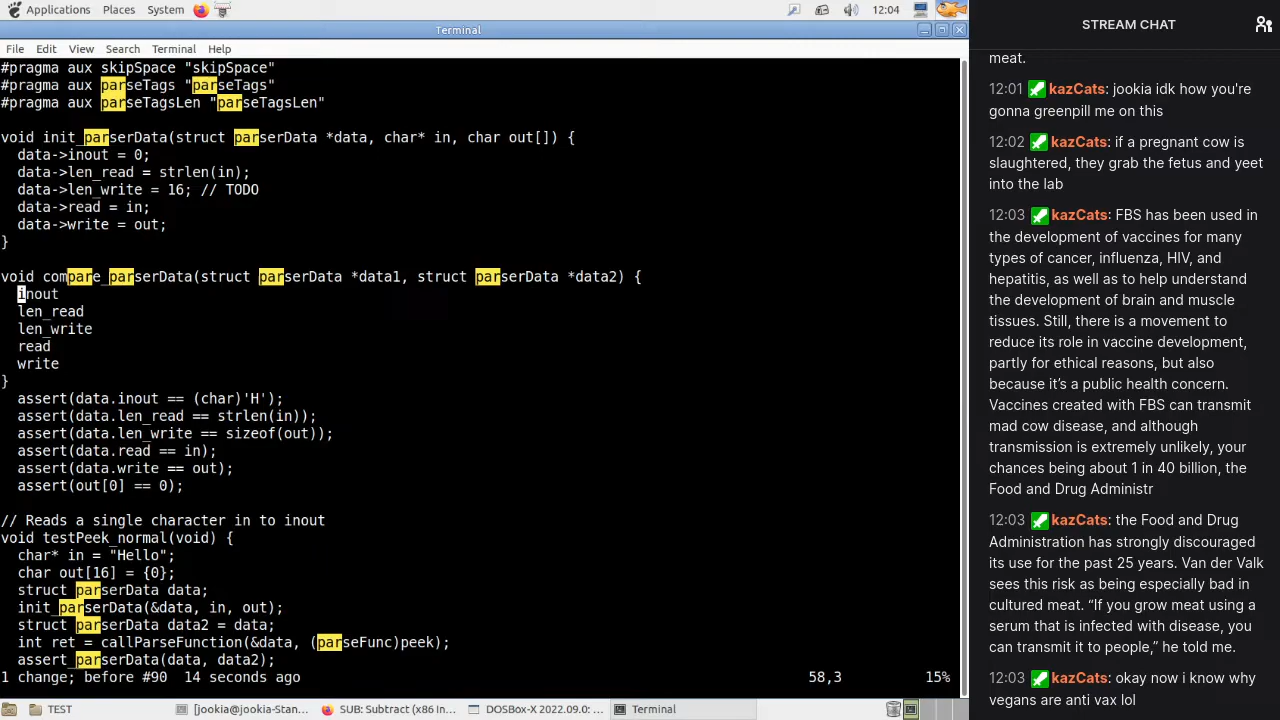 Applications Places System 12:04
Terminal
File Edit View Search Terminal Help
#pragma aux skipSpace "skipSpace"
#pragma aux parseTags "parseTags"
#pragma aux parseTagsLen "parseTagsLen"
void init_parserData(struct parserData *data, char* in, char out[]) {
  data->inout = 0;
  data->len_read = strlen(in);
  data->len_write = 16; // TODO
  data->read = in;
  data->write = out;
}
void compare_parserData(struct parserData *data1, struct parserData *data2) {
  inout
  len_read
  len_write
  read
  write
}
  assert(data.inout == (char)'H');
  assert(data.len_read == strlen(in));
  assert(data.len_write == sizeof(out));
  assert(data.read == in);
  assert(data.write == out);
  assert(out[0] == 0);
// Reads a single character in to inout
void testPeek_normal(void) {
  char* in = "Hello";
  char out[16] = {0};
  struct parserData data;
  init_parserData(&data, in, out);
  struct parserData data2 = data;
  int ret = callParseFunction(&data, (parseFunc)peek);
  assert_parserData(data, data2);
1 change; before #90  14 seconds ago 58,3 15%
TEST [jookia@jookia-Stan... SUB: Subtract (x86 In... DOSBox-X 2022.09.0: ... Terminal
STREAM CHAT
meat.
12:01 kazCats: jookia idk how you're
gonna greenpill me on this
12:02 kazCats: if a pregnant cow is
slaughtered, they grab the fetus and yeet
into the lab
12:03 kazCats: FBS has been used in
the development of vaccines for many
types of cancer, influenza, HIV, and
hepatitis, as well as to help understand
the development of brain and muscle
tissues. Still, there is a movement to
reduce its role in vaccine development,
partly for ethical reasons, but also
because it’s a public health concern.
Vaccines created with FBS can transmit
mad cow disease, and although
transmission is extremely unlikely, your
chances being about 1 in 40 billion, the
Food and Drug Administr
12:03 kazCats: the Food and Drug
Administration has strongly discouraged
its use for the past 25 years. Van der Valk
sees this risk as being especially bad in
cultured meat. “If you grow meat using a
serum that is infected with disease, you
can transmit it to people,” he told me.
12:03 kazCats: okay now i know why
vegans are anti vax lol